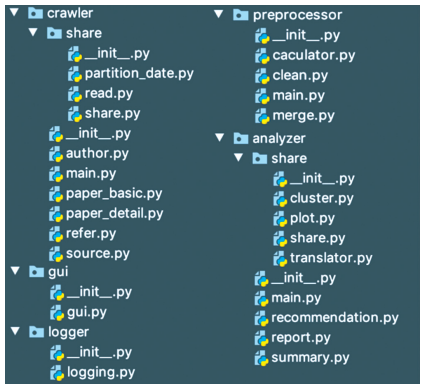 crawler
share
__init__.py
partition_date.py
read.py
share.py
__init__.py
author.py
main.py
paper_basic.py
paper_detail.py
refer.py
source.py
gui
__init__.py
gui.py
logger
__init__.py
logging.py
preprocessor
__init__.py
caculator.py
clean.py
main.py
merge.py
analyzer
share
__init__.py
cluster.py
plot.py
share.py
translator.py
__init__.py
main.py
recommendation.py
report.py
summary.py